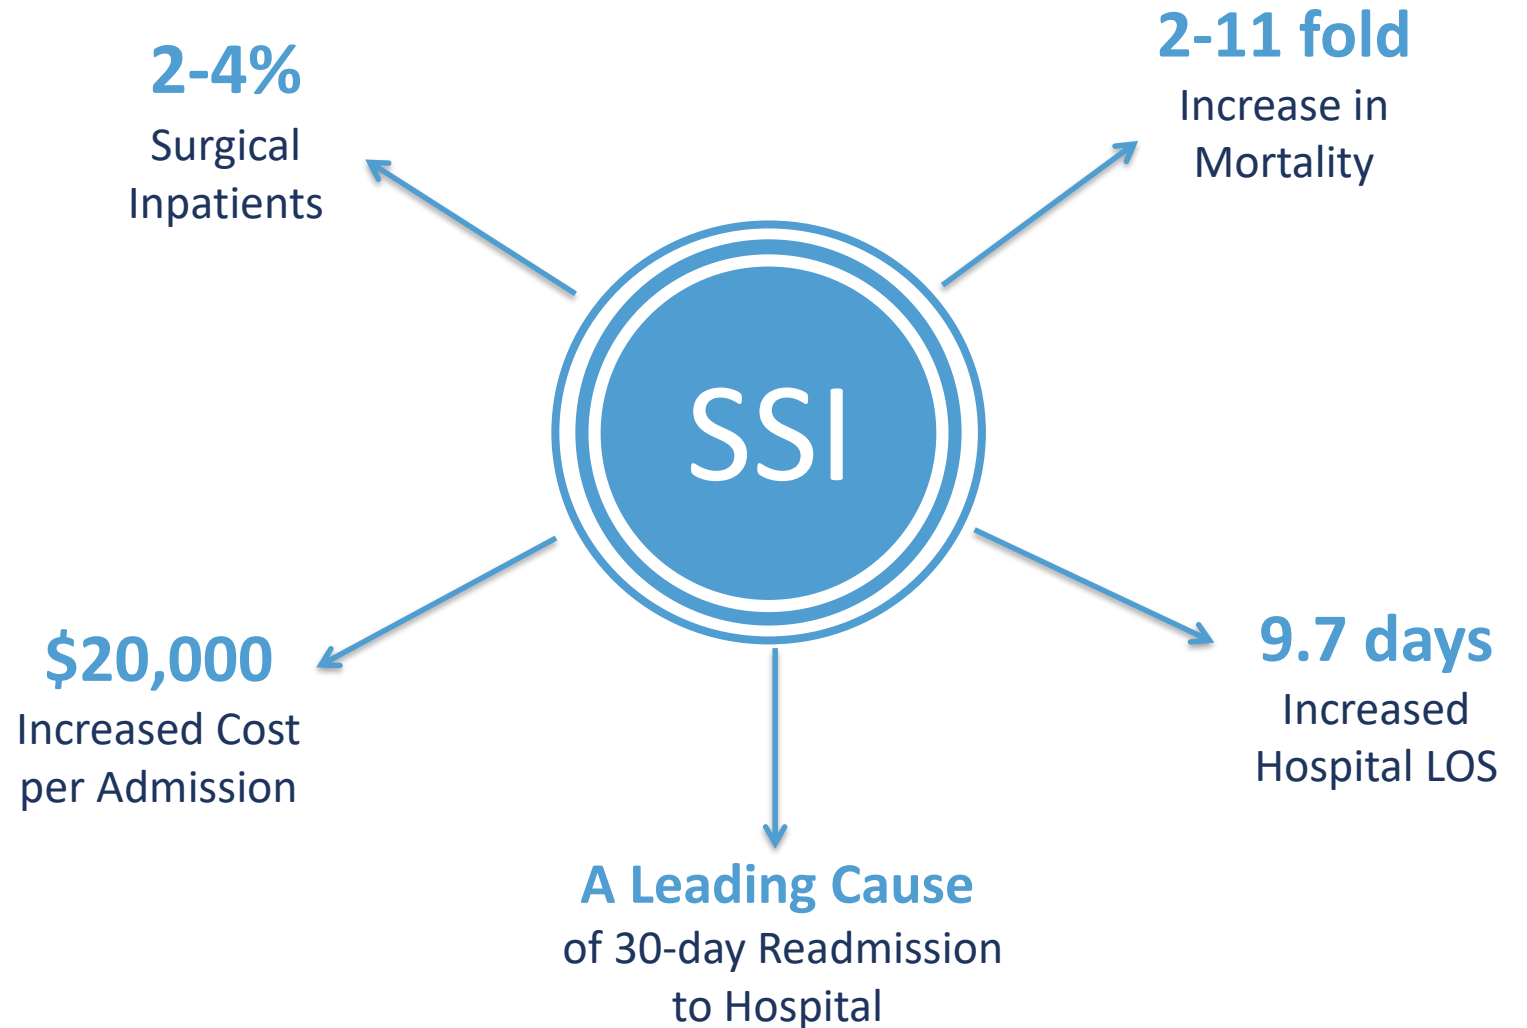 2-4%
Surgical
Inpatients
2-11 fold
Increase in
Mortality
SSI
$20,000
Increased Cost
per Admission
9.7 days
Increased
Hospital LOS
A Leading Cause
of 30-day Readmission
to Hospital